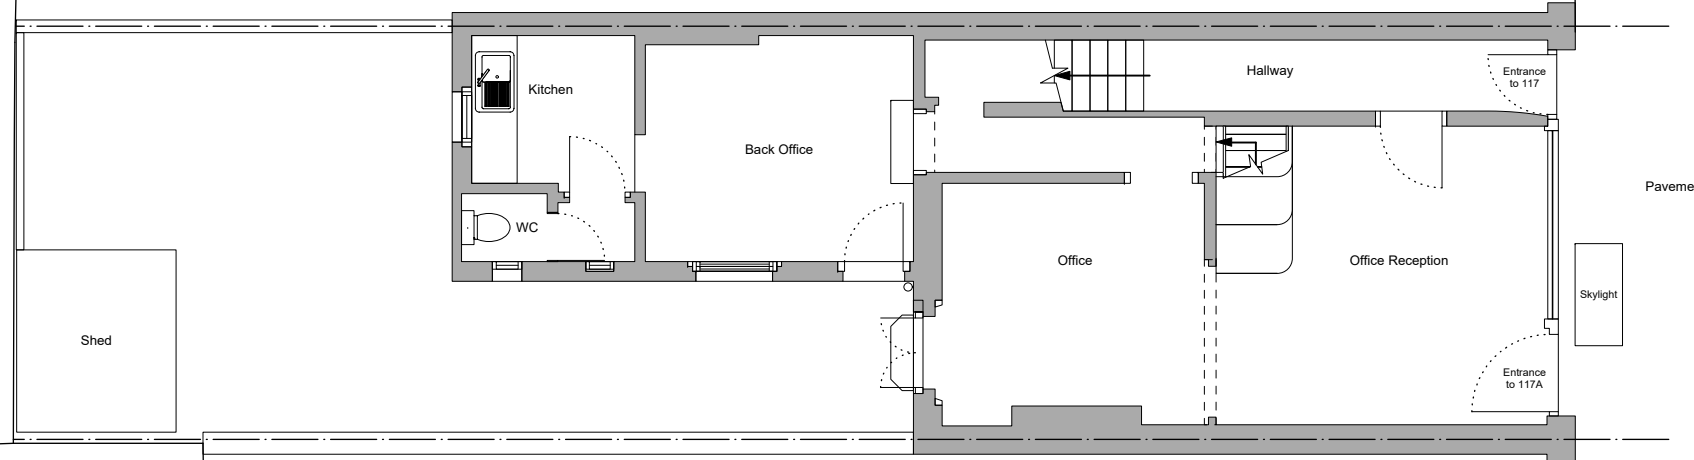 Kitchen
Hallway
Entrance
to 117
Back Office
Paveme
WC
Office
Office Reception
Skylight
Shed
Entrance
to 117A